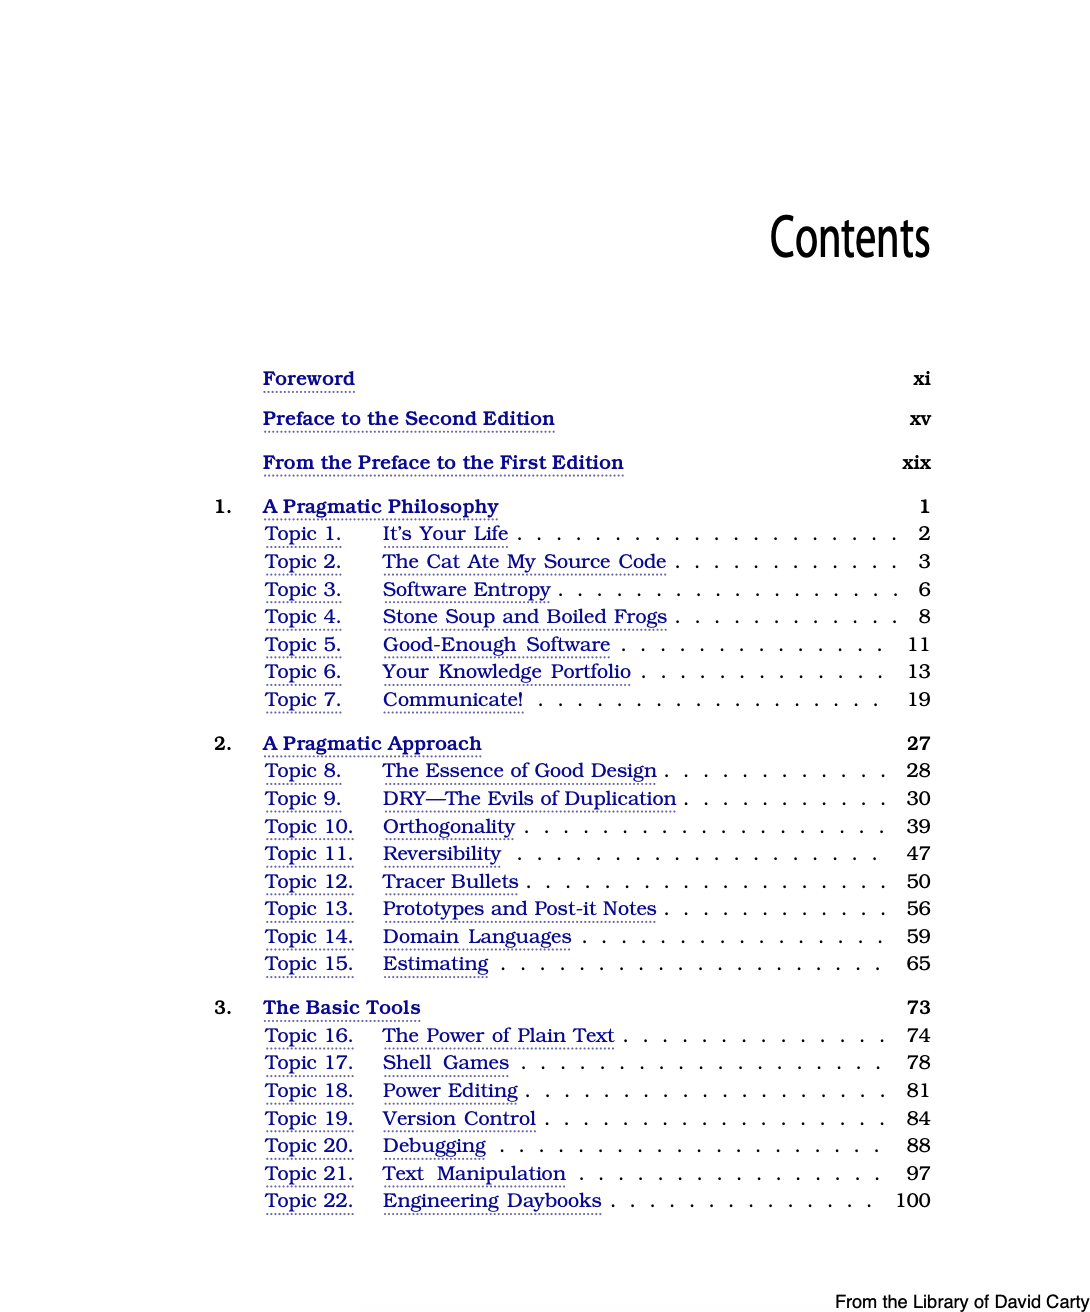 Contents
Foreword xi
Preface to the Second Edition xv
From the Preface to the First Edition xix
1. A Pragmatic Philosophy 1
Topic 1. It's Your Life . . . . . . . . . . . . . . . . . . . . 2
Topic 2. The Cat Ate My Source Code . . . . . . . . . . . . 3
Topic 3. Software Entropy . . . . . . . . . . . . . . . . . . 6
Topic 4. Stone Soup and Boiled Frogs . . . . . . . . . . . . 8
Topic 5. Good-Enough Software . . . . . . . . . . . . . . 11
Topic 6. Your Knowledge Portfolio . . . . . . . . . . . . . 13
Topic 7. Communicate! . . . . . . . . . . . . . . . . . . 19
2. A Pragmatic Approach 27
Topic 8. The Essence of Good Design . . . . . . . . . . . . 28
Topic 9. DRY—The Evils of Duplication . . . . . . . . . . . 30
Topic 10. Orthogonality . . . . . . . . . . . . . . . . . . . 39
Topic 11. Reversibility . . . . . . . . . . . . . . . . . . . 47
Topic 12. Tracer Bullets . . . . . . . . . . . . . . . . . . . 50
Topic 13. Prototypes and Post-it Notes . . . . . . . . . . . . 56
Topic 14. Domain Languages . . . . . . . . . . . . . . . . 59
Topic 15. Estimating . . . . . . . . . . . . . . . . . . . . 65
3. The Basic Tools 73
Topic 16. The Power of Plain Text . . . . . . . . . . . . . . 74
Topic 17. Shell Games . . . . . . . . . . . . . . . . . . . 78
Topic 18. Power Editing . . . . . . . . . . . . . . . . . . . 81
Topic 19. Version Control . . . . . . . . . . . . . . . . . . 84
Topic 20. Debugging . . . . . . . . . . . . . . . . . . . . 88
Topic 21. Text Manipulation . . . . . . . . . . . . . . . . 97
Topic 22. Engineering Daybooks . . . . . . . . . . . . . . 100
From the Library of David Carty